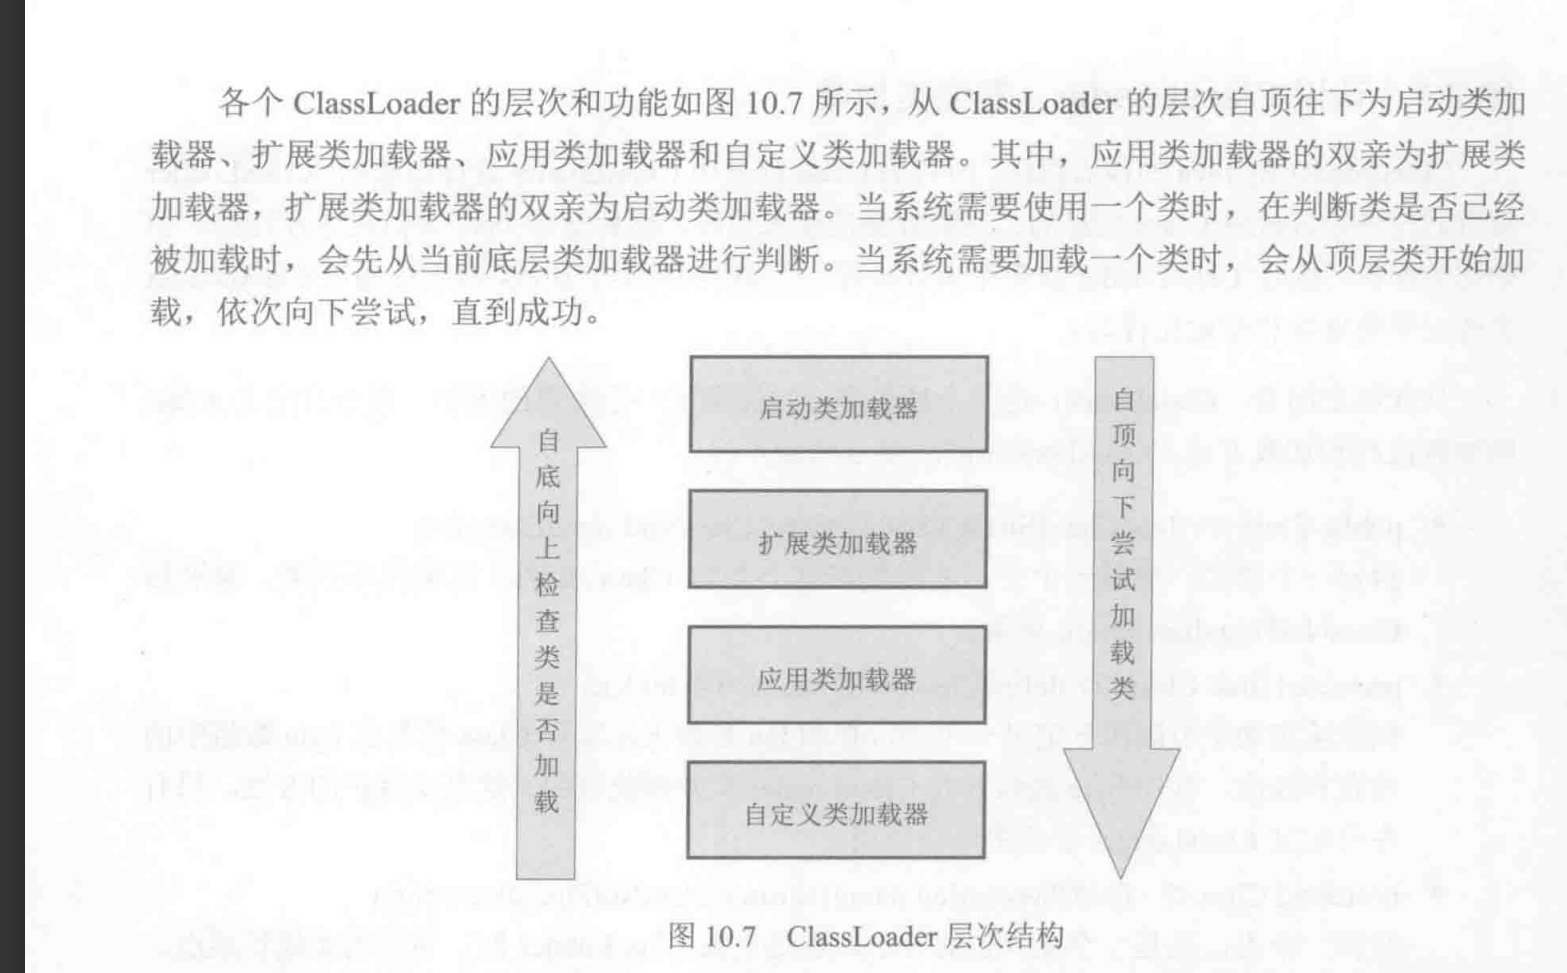 各个 ClassLoader 的层次和功能如图 10.7 所示，从 ClassLoader 的层次自顶往下为启动类加
载器、扩展类加载器、应用类加载器和自定义类加载器。其中，应用类加载器的双亲为扩展类
加载器，扩展类加载器的双亲为启动类加载器。当系统需要使用一个类时，在判断类是否已经
被加载时，会先从当前底层类加载器进行判断。当系统需要加载一个类时，会从顶层类开始加
载，依次向下尝试，直到成功。
自底向上检查类是否加载
启动类加载器
扩展类加载器
应用类加载器
自定义类加载器
自顶向下尝试加载类
图 10.7 ClassLoader 层次结构